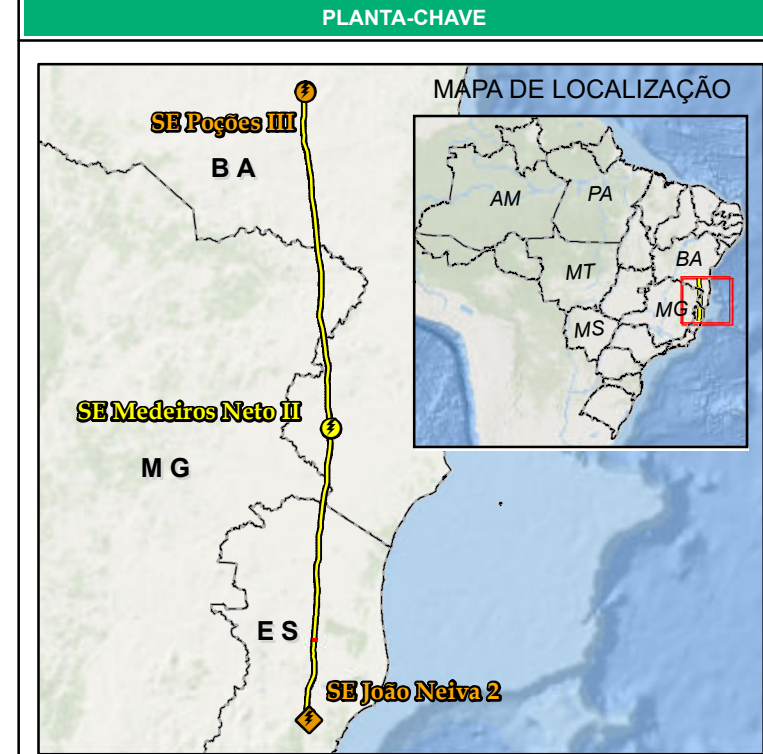 PLANTA-CHAVE
MAPA DE LOCALIZAÇÃO
SE Poções III
B A
AM
PA
BA
MT
MG
MS
SE Medeiros Neto II
M G
E S
SE João Neiva 2